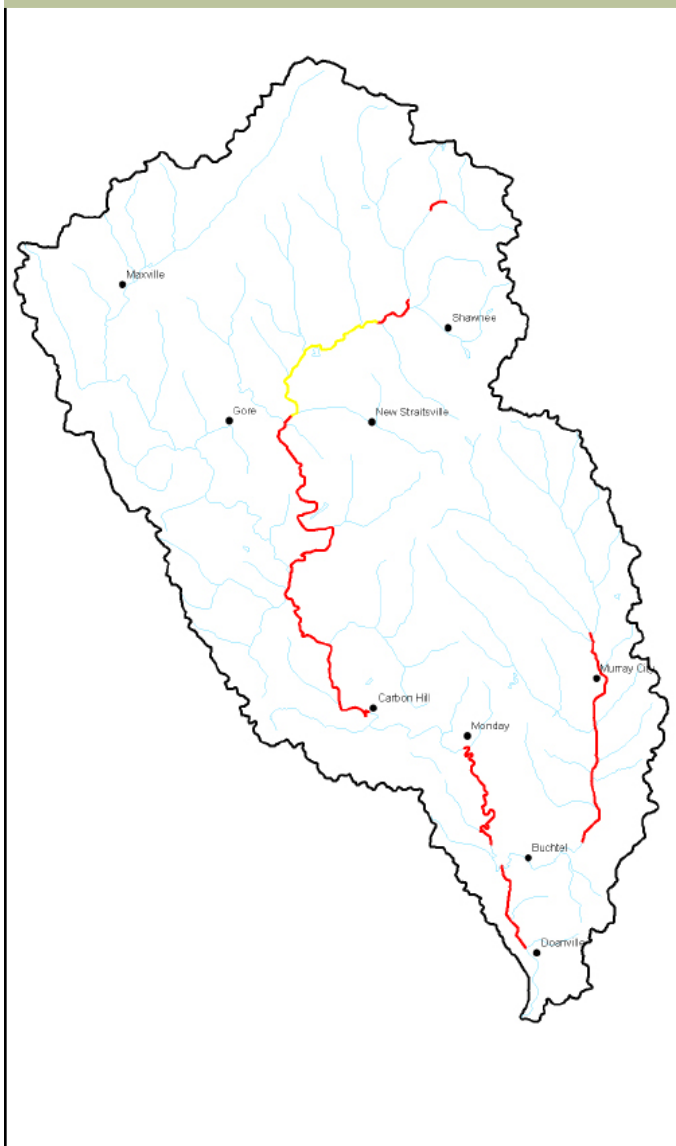 Maxville
Shawnee
Gore
New Straitsville
Murray City
Carbon Hill
Monday
Buchtel
Doanville